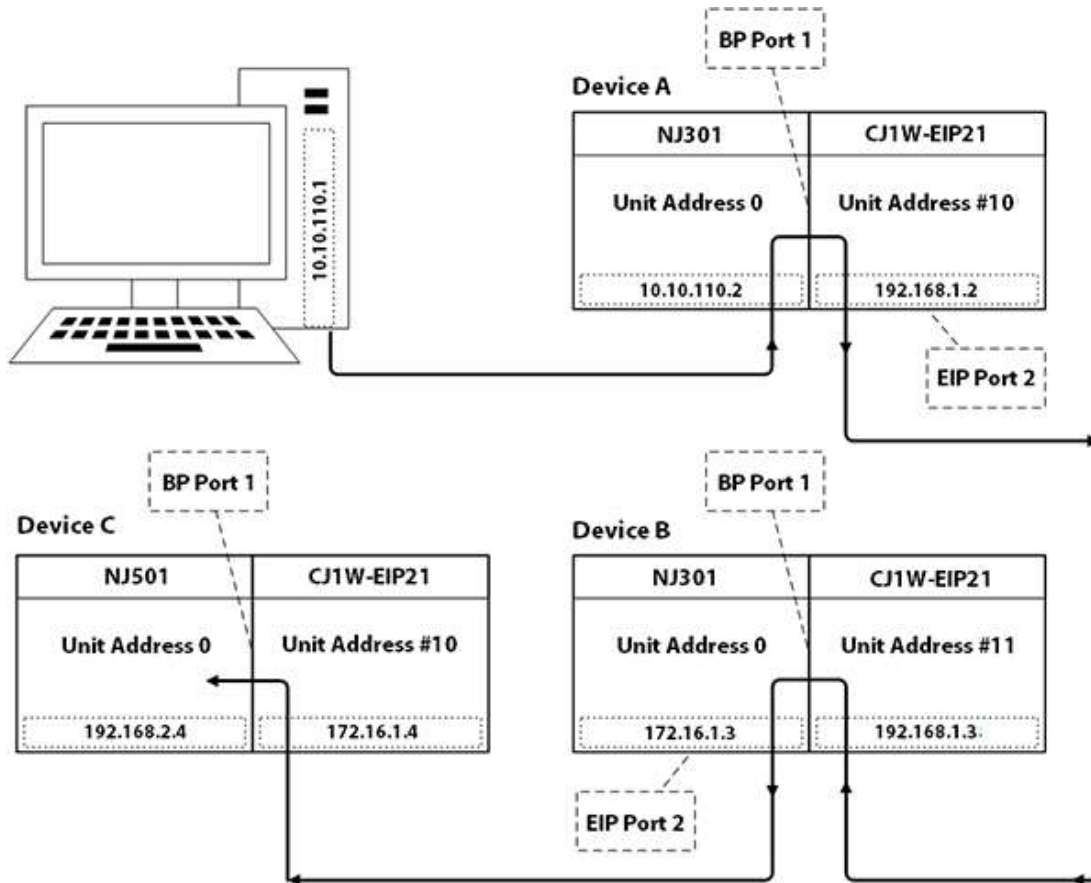 BP Port 1
Device A
NJ301
CJ1W-EIP21
Unit Address 0
Unit Address #10
10.10.110.1
10.10.110.2
192.168.1.2
EIP Port 2
BP Port 1
BP Port 1
Device C
Device B
NJ501
CJ1W-EIP21
NJ301
CJ1W-EIP21
Unit Address 0
Unit Address #10
Unit Address 0
Unit Address #11
192.168.2.4
172.16.1.4
172.16.1.3
192.168.1.3
EIP Port 2